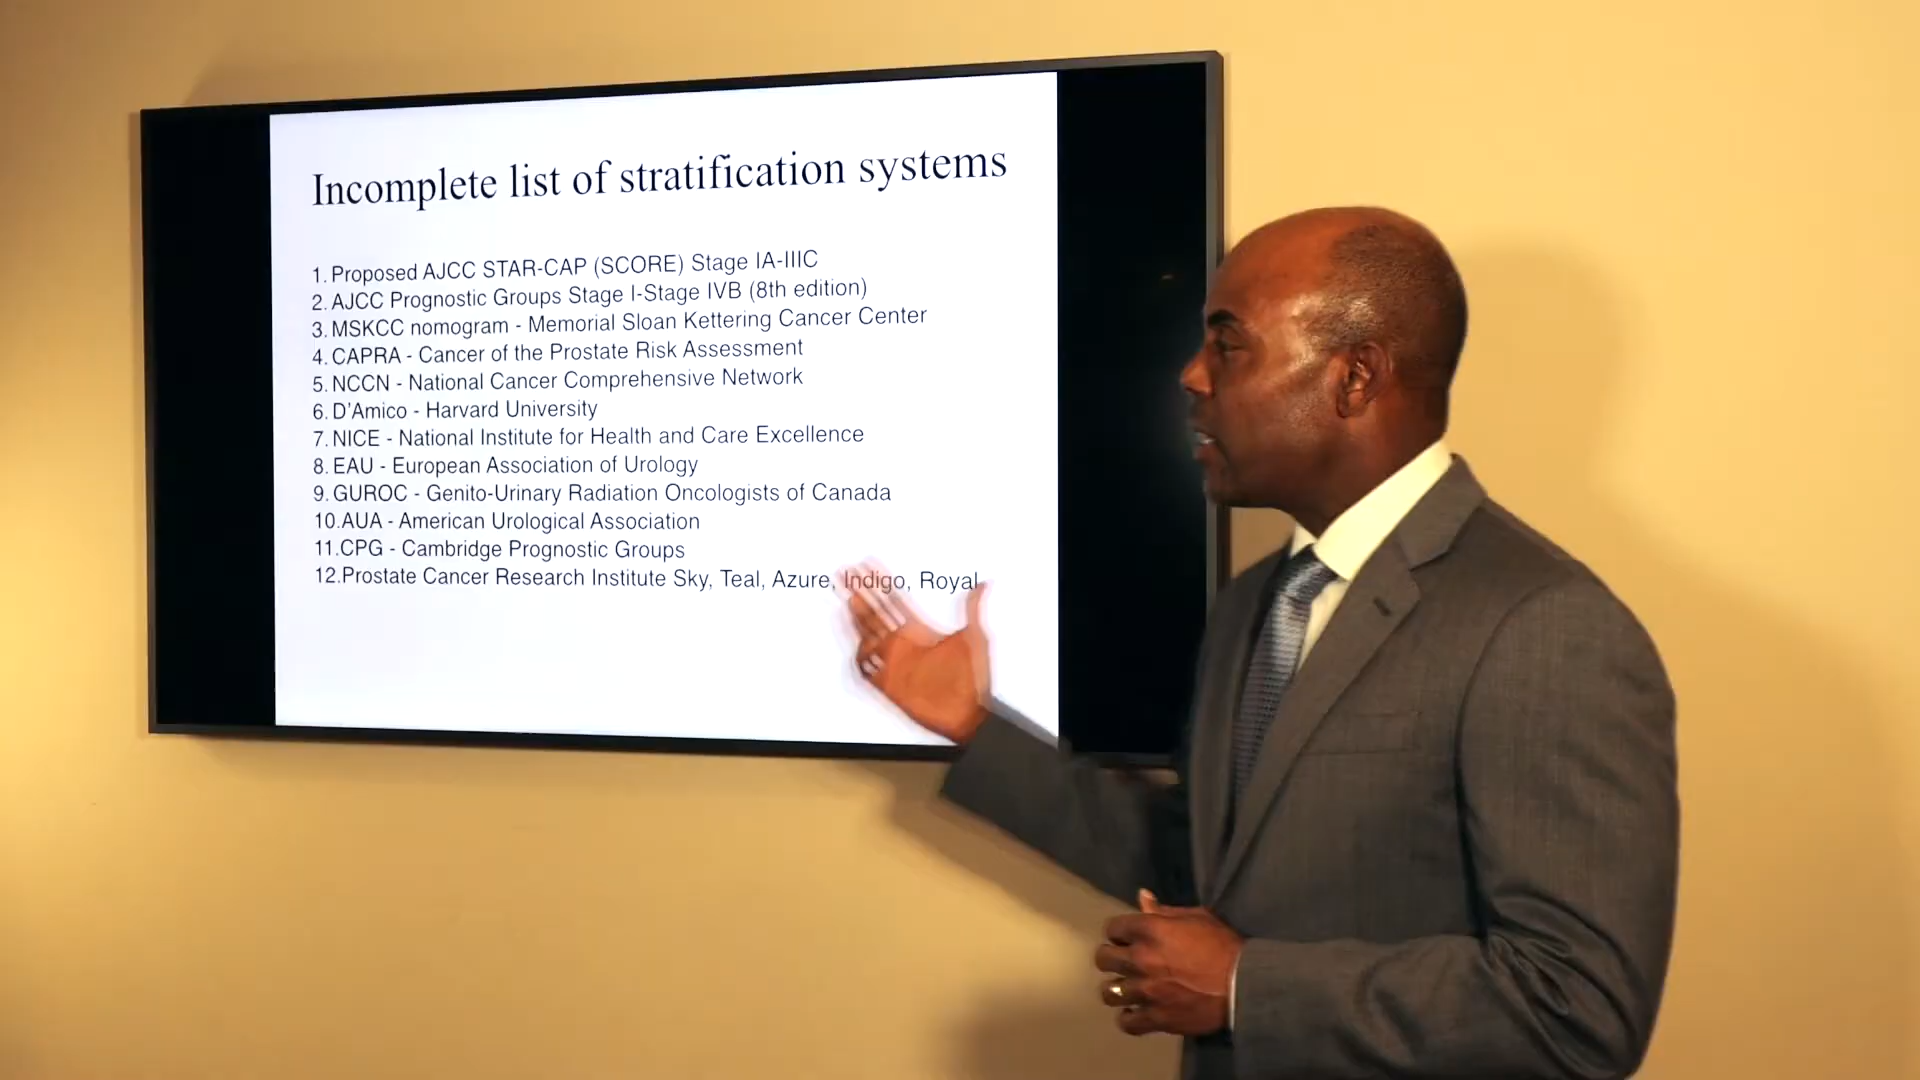 Incomplete list of stratification systems
1. Proposed AJCC STAR-CAP (SCORE) Stage IA-IIIC
2. AJCC Prognostic Groups Stage I-Stage IVB (8th edition)
3. MSKCC nomogram - Memorial Sloan Kettering Cancer Center
4. CAPRA - Cancer of the Prostate Risk Assessment
5. NCCN - National Cancer Comprehensive Network
6. D'Amico - Harvard University
7. NICE - National Institute for Health and Care Excellence
8. EAU - European Association of Urology
9. GUROC - Genito-Urinary Radiation Oncologists of Canada
10.AUA - American Urological Association
11.CPG - Cambridge Prognostic Groups
12.Prostate Cancer Research Institute Sky, Teal, Azure, Indigo, Royal